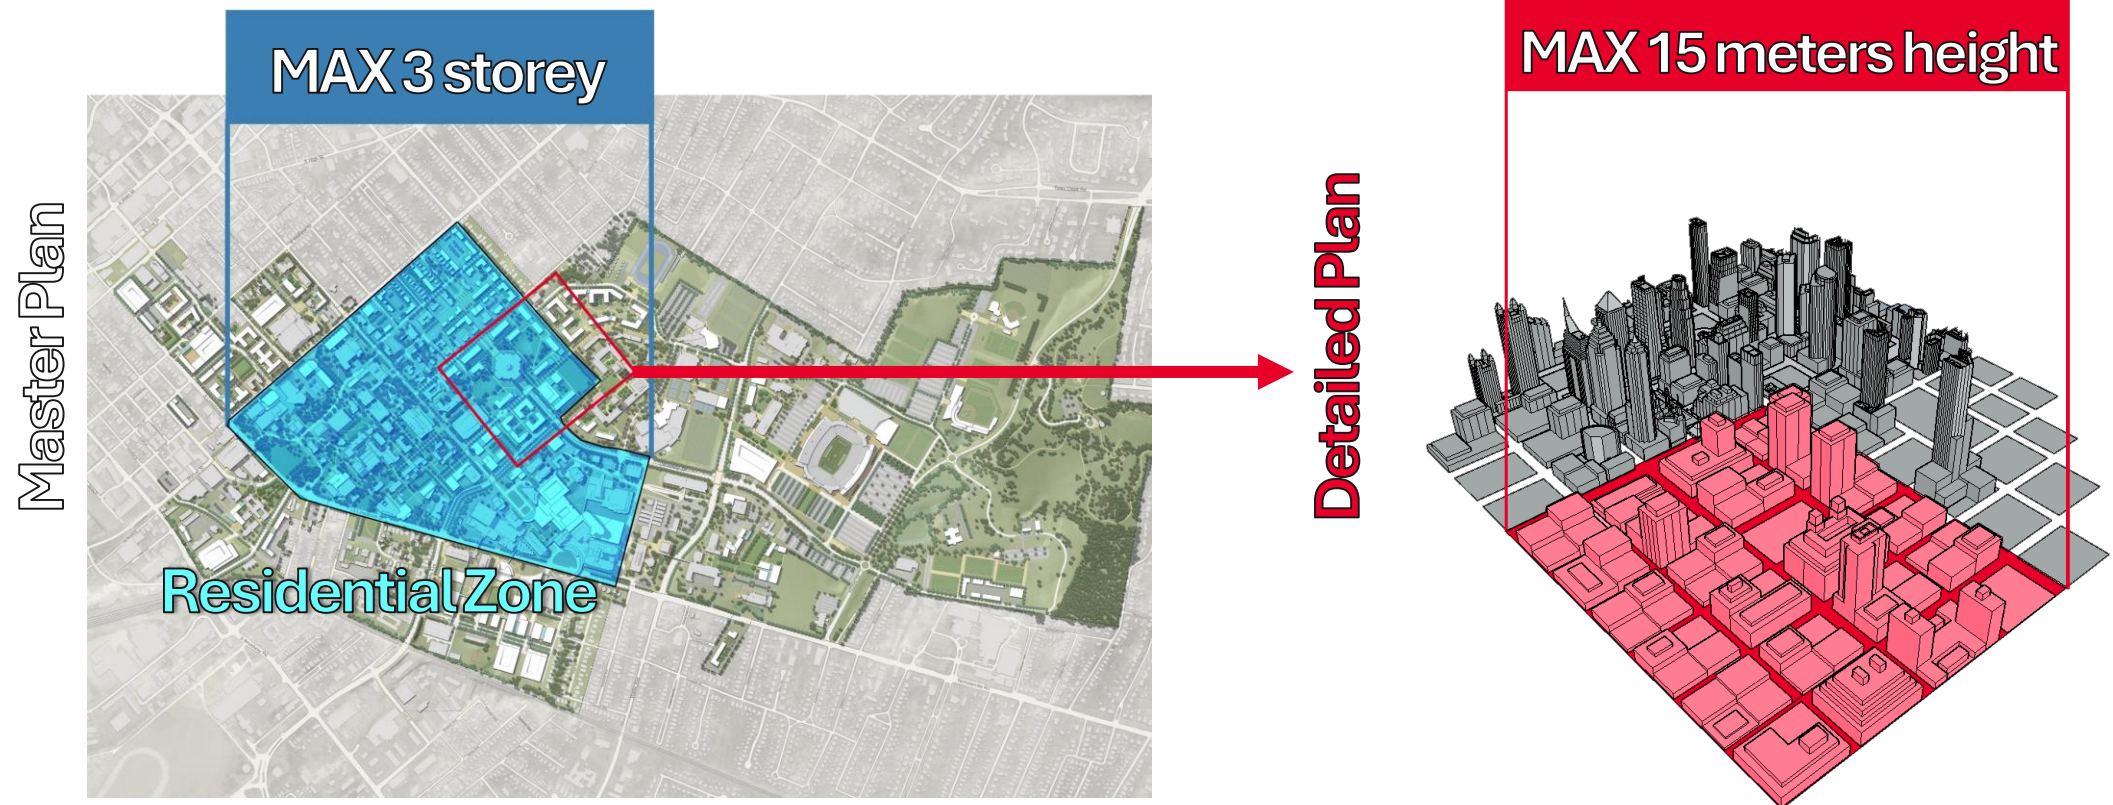 MAX 3 storey
MAX 15 meters height
Master Plan
Detailed Plan
Residential Zone